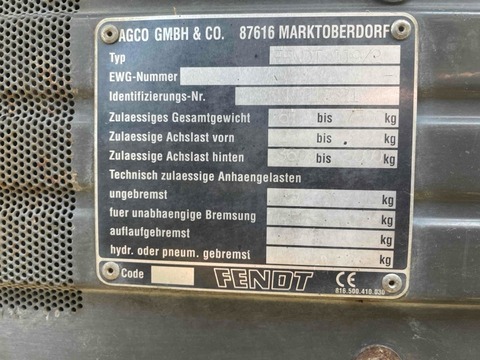 AGCO GMBH & CO. 87616 MARKTOBERDORF
Typ
EWG-Nummer
Identifizierungs-Nr.
Zulaessiges Gesamtgewicht bis kg
Zulaessige Achslast vorn bis kg
Zulaessige Achslast hinten bis kg
Technisch zulaessige Anhaengelasten
ungebremst kg
fuer unabhaengige Bremsung kg
auflaufgebremst kg
hydr. oder pneum. gebremst kg
Code FENDT CE
816.500.410.030